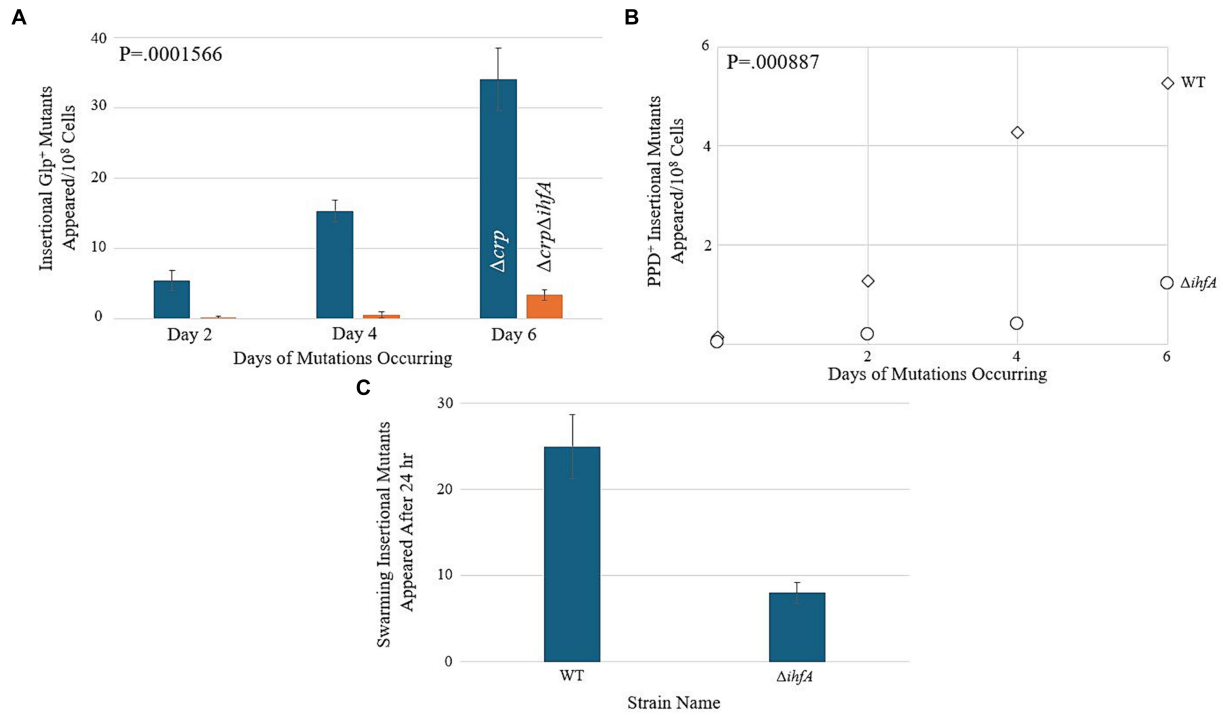 A
P=.0001566
Insertional Glp⁺ Mutants
Appeared/10⁸ Cells
40
30
20
10
0
Δcrp
ΔcrpΔihfA
Day 2
Day 4
Day 6
Days of Mutations Occurring
B
P=.000887
PPD⁺ Insertional Mutants
Appeared/10⁸ Cells
6
4
2
WT
ΔihfA
2
4
6
Days of Mutations Occurring
C
Swarming Insertional Mutants
Appeared After 24 hr
30
20
10
0
WT
ΔihfA
Strain Name